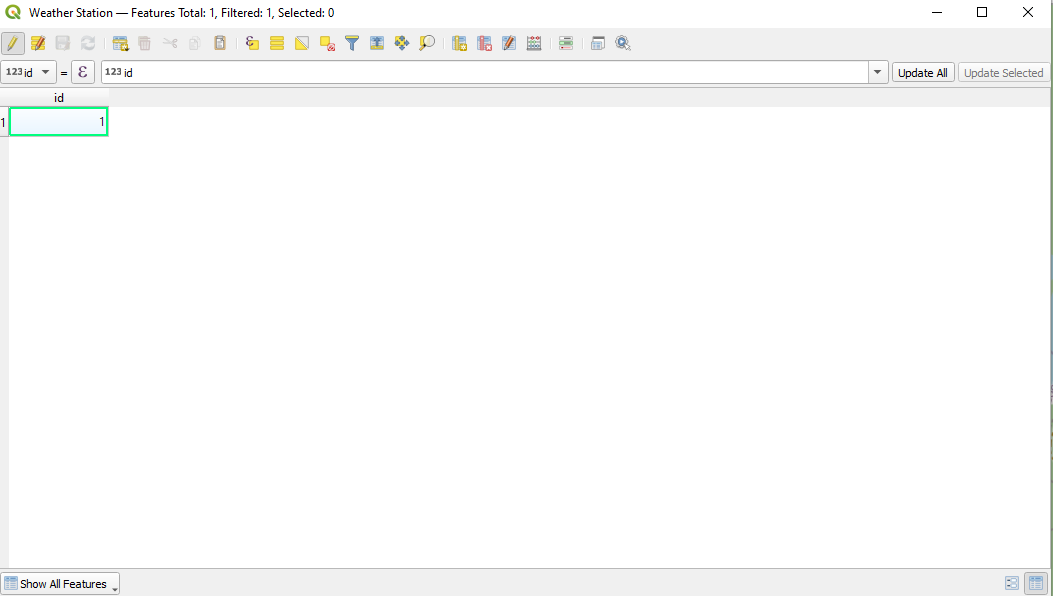 Weather Station — Features Total: 1, Filtered: 1, Selected: 0
123 id = ε 123 id Update All Update Selected
id
1 1
Show All Features